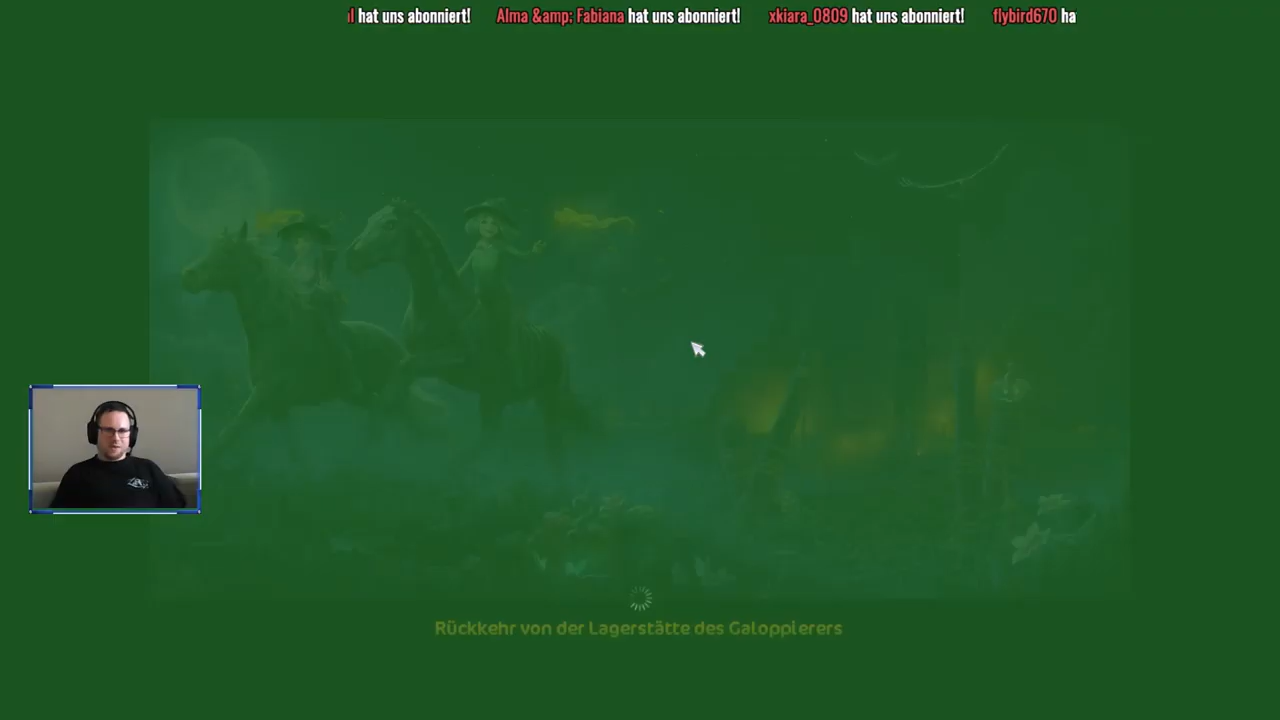 hat uns abonniert! Alma &amp; Fabiana hat uns abonniert! xkiara_0809 hat uns abonniert! flybird670 ha
Rückkehr von der Lagerstätte des Galoppierers